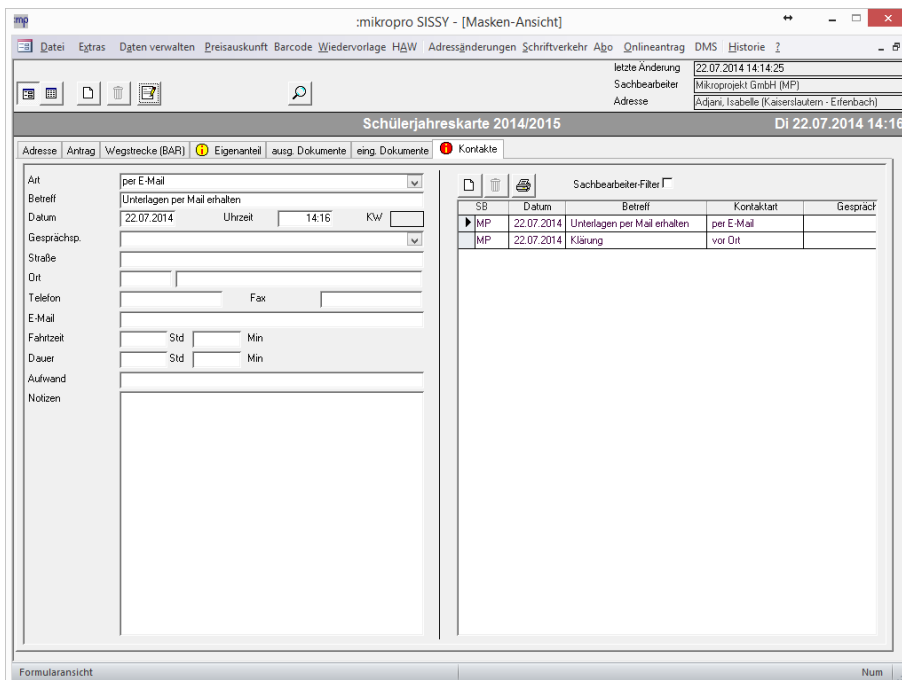 :mp :mikropro SISSY - [Masken-Ansicht]
Datei Extras Daten verwalten Preisauskunft Barcode Wiedervorlage HAW Adressänderungen Schriftverkehr Abo Onlineantrag DMS Historie ?
letzte Änderung 22.07.2014 14:14:25
Sachbearbeiter Mikroprojekt GmbH (MP)
Adresse Adjani, Isabelle (Kaiserslautern - Erfenbach)
Schülerjahreskarte 2014/2015 Di 22.07.2014 14:16
Adresse Antrag Wegstrecke (BAR) Eigenanteil ausg. Dokumente eing. Dokumente Kontakte
Art per E-Mail
Betreff Unterlagen per Mail erhalten
Datum 22.07.2014 Uhrzeit 14:16 KW
Gesprächsp.
Straße
Ort
Telefon Fax
E-Mail
Fahrtzeit Std Min
Dauer Std Min
Aufwand
Notizen
Sachbearbeiter-Filter
SB Datum Betreff Kontaktart Gespräch
MP 22.07.2014 Unterlagen per Mail erhalten per E-Mail
MP 22.07.2014 Klärung vor Ort
Formularansicht Num